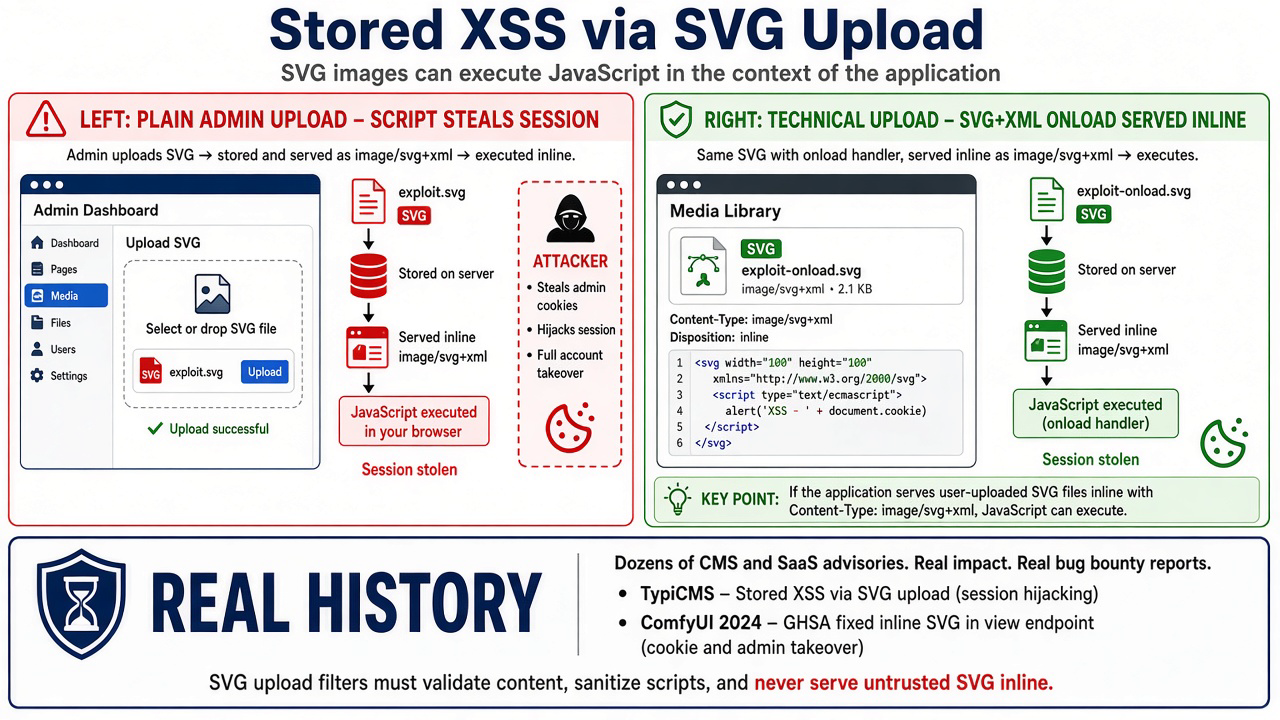 Stored XSS via SVG Upload
SVG images can execute JavaScript in the context of the application
LEFT: PLAIN ADMIN UPLOAD – SCRIPT STEALS SESSION
Admin uploads SVG → stored and served as image/svg+xml → executed inline.
Admin Dashboard
Dashboard
Pages
Media
Files
Users
Settings
Upload SVG
Select or drop SVG file
SVG
exploit.svg
Upload
Upload successful
exploit.svg
SVG
Stored on server
Served inline
image/svg+xml
JavaScript executed
in your browser
Session stolen
ATTACKER
• Steals admin
cookies
• Hijacks session
• Full account
takeover
RIGHT: TECHNICAL UPLOAD – SVG+XML ONLOAD SERVED INLINE
Same SVG with onload handler, served inline as image/svg+xml → executes.
Media Library
SVG
exploit-onload.svg
image/svg+xml • 2.1 KB
Content-Type: image/svg+xml
Disposition: inline
1 <svg width="100" height="100"
2 xmlns="http://www.w3.org/2000/svg">
3 <script type="text/ecmascript">
4 alert('XSS - ' + document.cookie)
5 </script>
6 </svg>
exploit-onload.svg
SVG
Stored on server
Served inline
image/svg+xml
JavaScript executed
(onload handler)
Session stolen
KEY POINT: If the application serves user-uploaded SVG files inline with
Content-Type: image/svg+xml, JavaScript can execute.
REAL HISTORY
Dozens of CMS and SaaS advisories. Real impact. Real bug bounty reports.
• TypiCMS – Stored XSS via SVG upload (session hijacking)
• ComfyUI 2024 – GHSA fixed inline SVG in view endpoint
(cookie and admin takeover)
SVG upload filters must validate content, sanitize scripts, and never serve untrusted SVG inline.